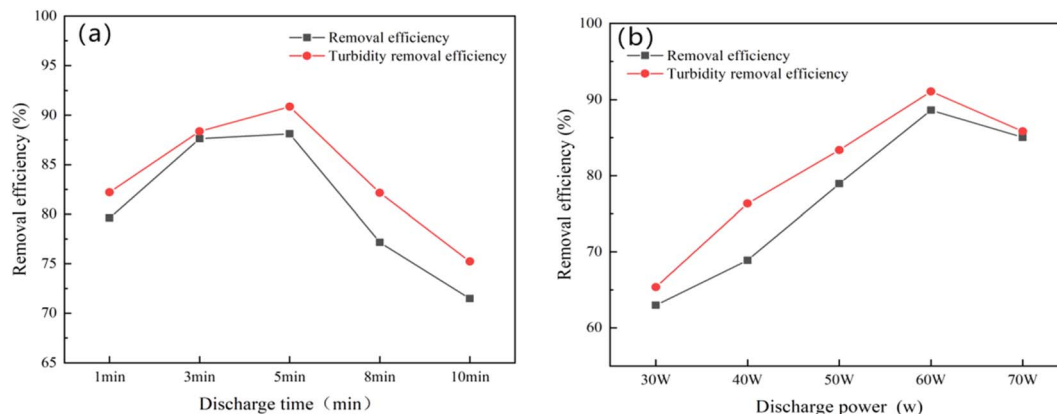 (a)
Removal efficiency
Turbidity removal efficiency
100
95
90
85
80
75
70
65
Removal efficiency (%)
1min 3min 5min 8min 10min
Discharge time (min)
(b)
Removal efficiency
Turbidity removal efficiency
100
90
80
70
60
Removal efficiency (%)
30W 40W 50W 60W 70W
Discharge power (w)